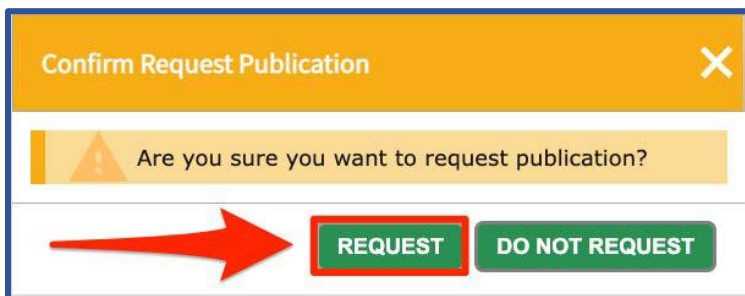 Confirm Request Publication
Are you sure you want to request publication?
REQUEST DO NOT REQUEST